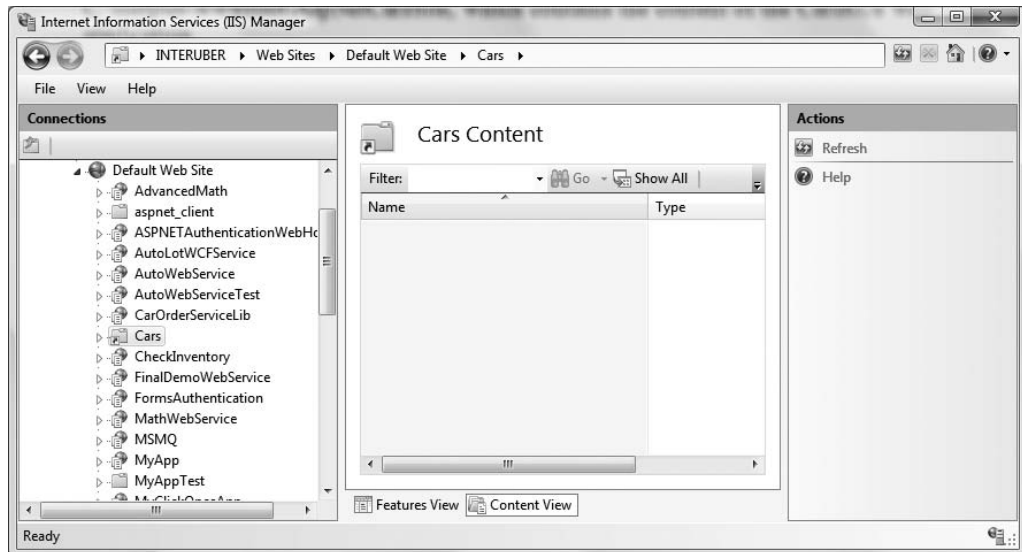 Internet Information Services (IIS) Manager
INTERUBER Web Sites Default Web Site Cars
File View Help
Connections
Default Web Site
AdvancedMath
aspnet_client
ASPNETAuthenticationWebHo
AutoLotWCFService
AutoWebService
AutoWebServiceTest
CarOrderServiceLib
Cars
CheckInventory
FinalDemoWebService
FormsAuthentication
MathWebService
MSMQ
MyApp
MyAppTest
Cars Content
Filter: Go Show All
Name Type
Features View Content View
Actions
Refresh
Help
Ready